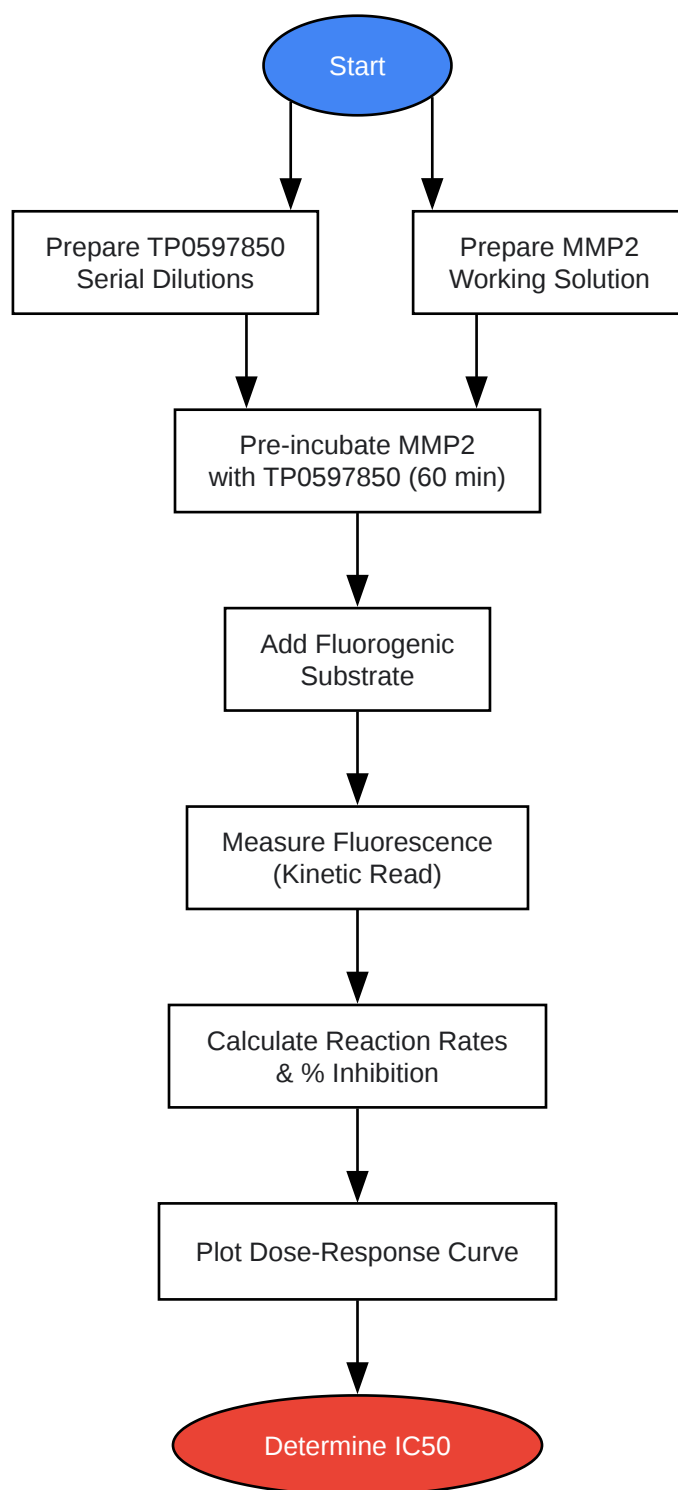 Start
Prepare TP0597850
Serial Dilutions
Prepare MMP2
Working Solution
Pre-incubate MMP2
with TP0597850 (60 min)
Add Fluorogenic
Substrate
Measure Fluorescence
(Kinetic Read)
Calculate Reaction Rates
& % Inhibition
Plot Dose-Response Curve
Determine IC50